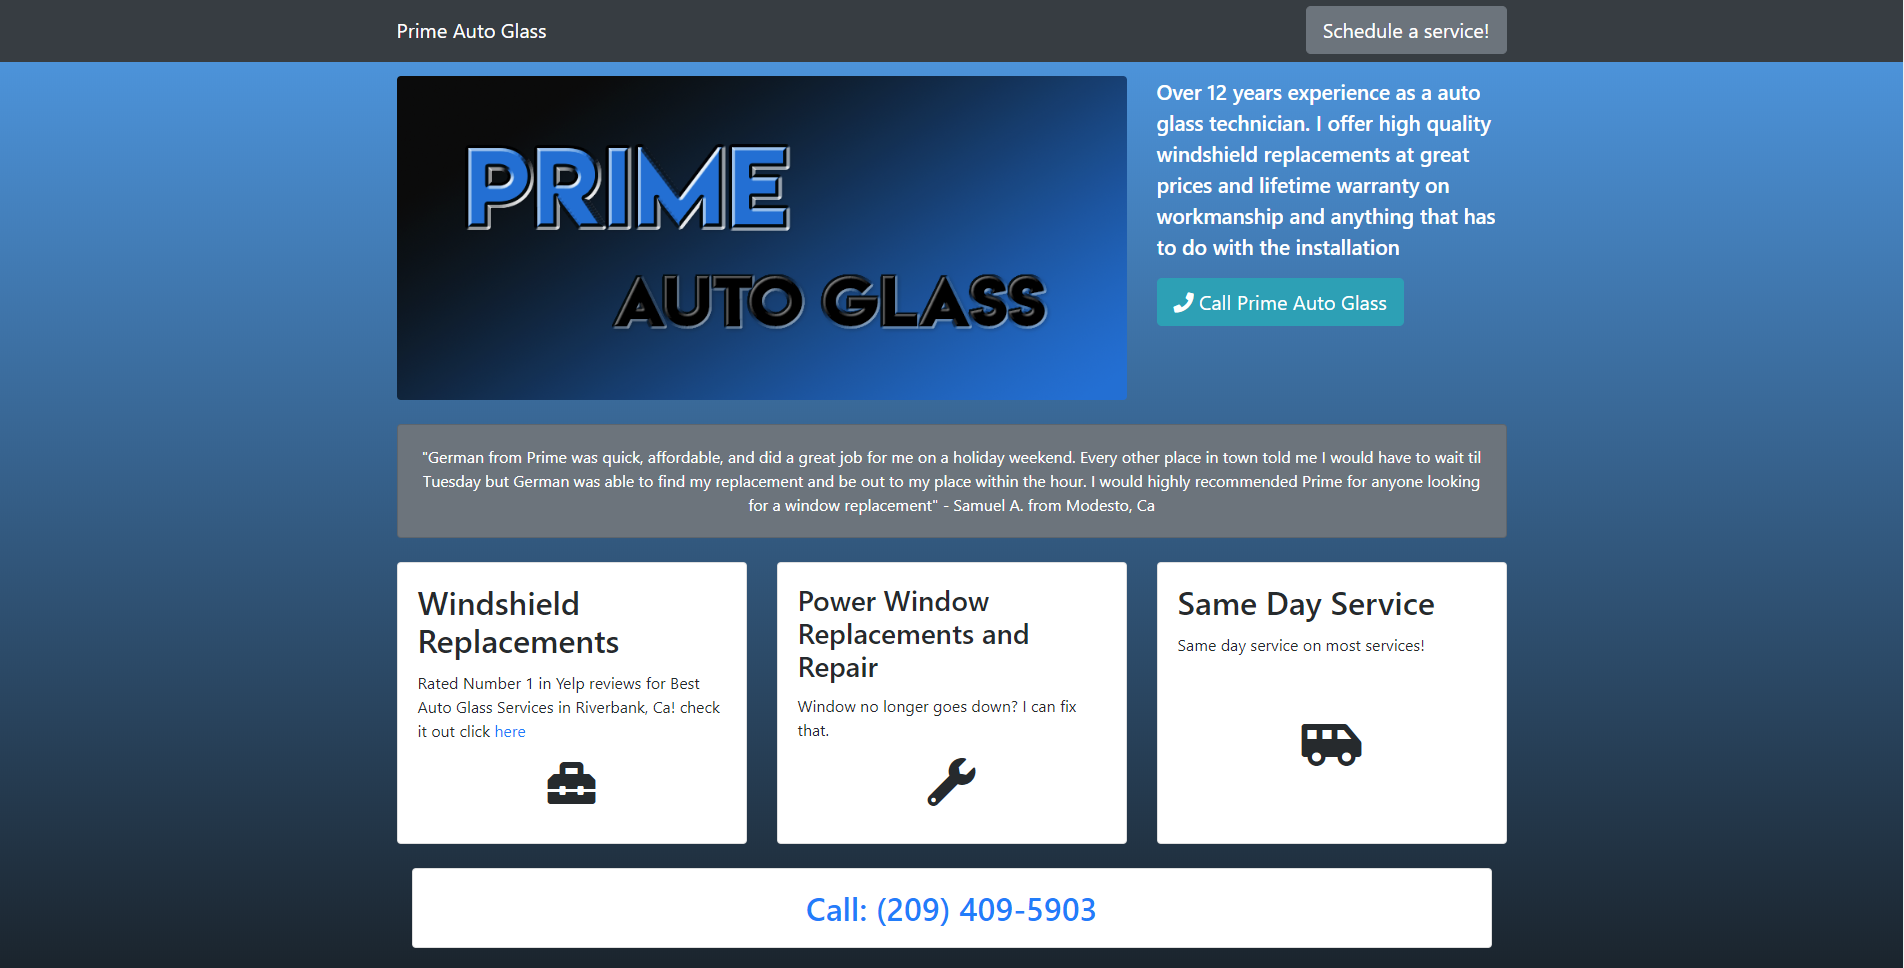 Prime Auto Glass
Schedule a service!
PRIME
AUTO GLASS
Over 12 years experience as a auto
glass technician. I offer high quality
windshield replacements at great
prices and lifetime warranty on
workmanship and anything that has
to do with the installation
Call Prime Auto Glass
"German from Prime was quick, affordable, and did a great job for me on a holiday weekend. Every other place in town told me I would have to wait til
Tuesday but German was able to find my replacement and be out to my place within the hour. I would highly recommended Prime for anyone looking
for a window replacement" - Samuel A. from Modesto, Ca
Windshield
Replacements
Rated Number 1 in Yelp reviews for Best
Auto Glass Services in Riverbank, Ca! check
it out click here
Power Window
Replacements and
Repair
Window no longer goes down? I can fix
that.
Same Day Service
Same day service on most services!
Call: (209) 409-5903